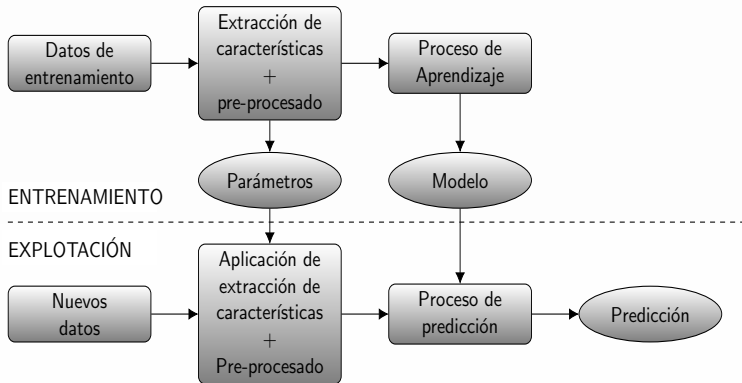 Datos de
entrenamiento
Extracción de
características
+
pre-procesado
Proceso de
Aprendizaje
Parámetros
Modelo
ENTRENAMIENTO
EXPLOTACIÓN
Nuevos
datos
Aplicación de
extracción de
características
+
Pre-procesado
Proceso de
predicción
Predicción